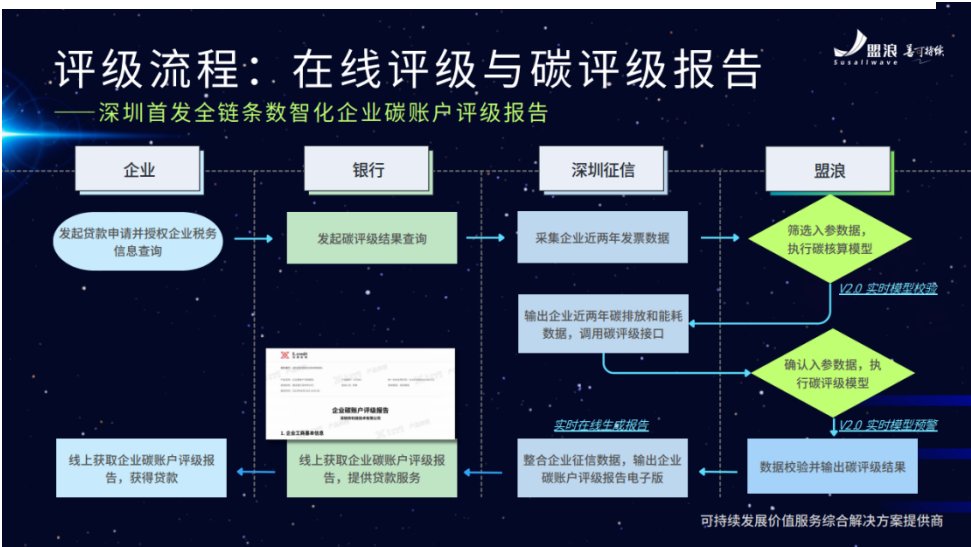 评级流程：在线评级与碳评级报告
盟浪
善可持续
Susallwave
——深圳首发全链条数智化企业碳账户评级报告
企业
银行
深圳征信
盟浪
发起贷款申请并授权企业税务
信息查询
发起碳评级结果查询
采集企业近两年发票数据
筛选入参数据，
执行碳核算模型
V2.0 实时模型校验
输出企业近两年碳排放和能耗
数据，调用碳评级接口
确认入参数据，执
行碳评级模型
V2.0 实时模型预警
企业碳账户评级报告
1. 企业工商基本信息
实时在线生成报告
线上获取企业碳账户评级报
告，获得贷款
线上获取企业碳账户评级报
告，提供贷款服务
整合企业征信数据，输出企业
碳账户评级报告电子版
数据校验并输出碳评级结果
可持续发展价值服务综合解决方案提供商